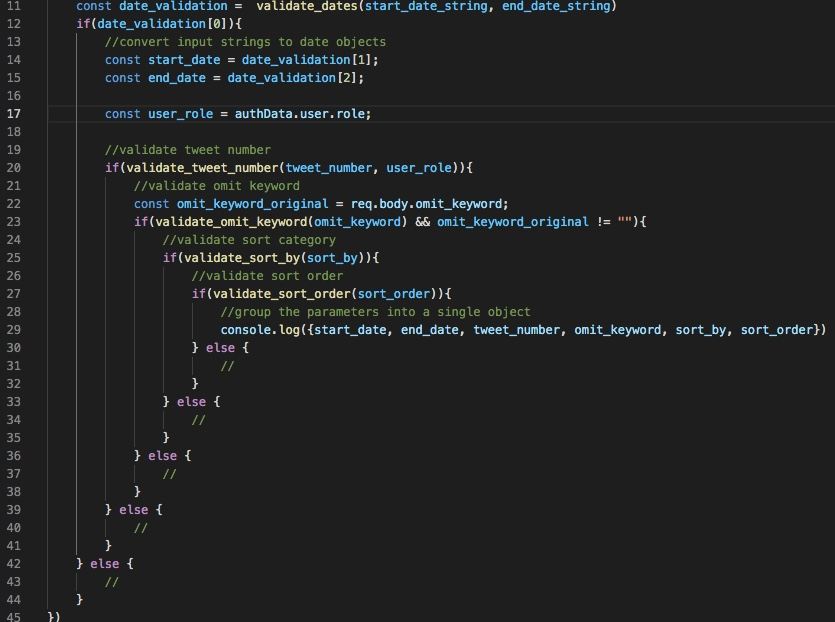 11 const date_validation =  validate_dates(start_date_string, end_date_string)
12 if(date_validation[0]){
13 //convert input strings to date objects
14 const start_date = date_validation[1];
15 const end_date = date_validation[2];
16
17 const user_role = authData.user.role;
18
19 //validate tweet number
20 if(validate_tweet_number(tweet_number, user_role)){
21 //validate omit keyword
22 const omit_keyword_original = req.body.omit_keyword;
23 if(validate_omit_keyword(omit_keyword) && omit_keyword_original != ""){
24 //validate sort category
25 if(validate_sort_by(sort_by)){
26 //validate sort order
27 if(validate_sort_order(sort_order)){
28 //group the parameters into a single object
29 console.log({start_date, end_date, tweet_number, omit_keyword, sort_by, sort_order})
30 } else {
31 //
32 }
33 } else {
34 //
35 }
36 } else {
37 //
38 }
39 } else {
40 //
41 }
42 } else {
43 //
44 }
45 })